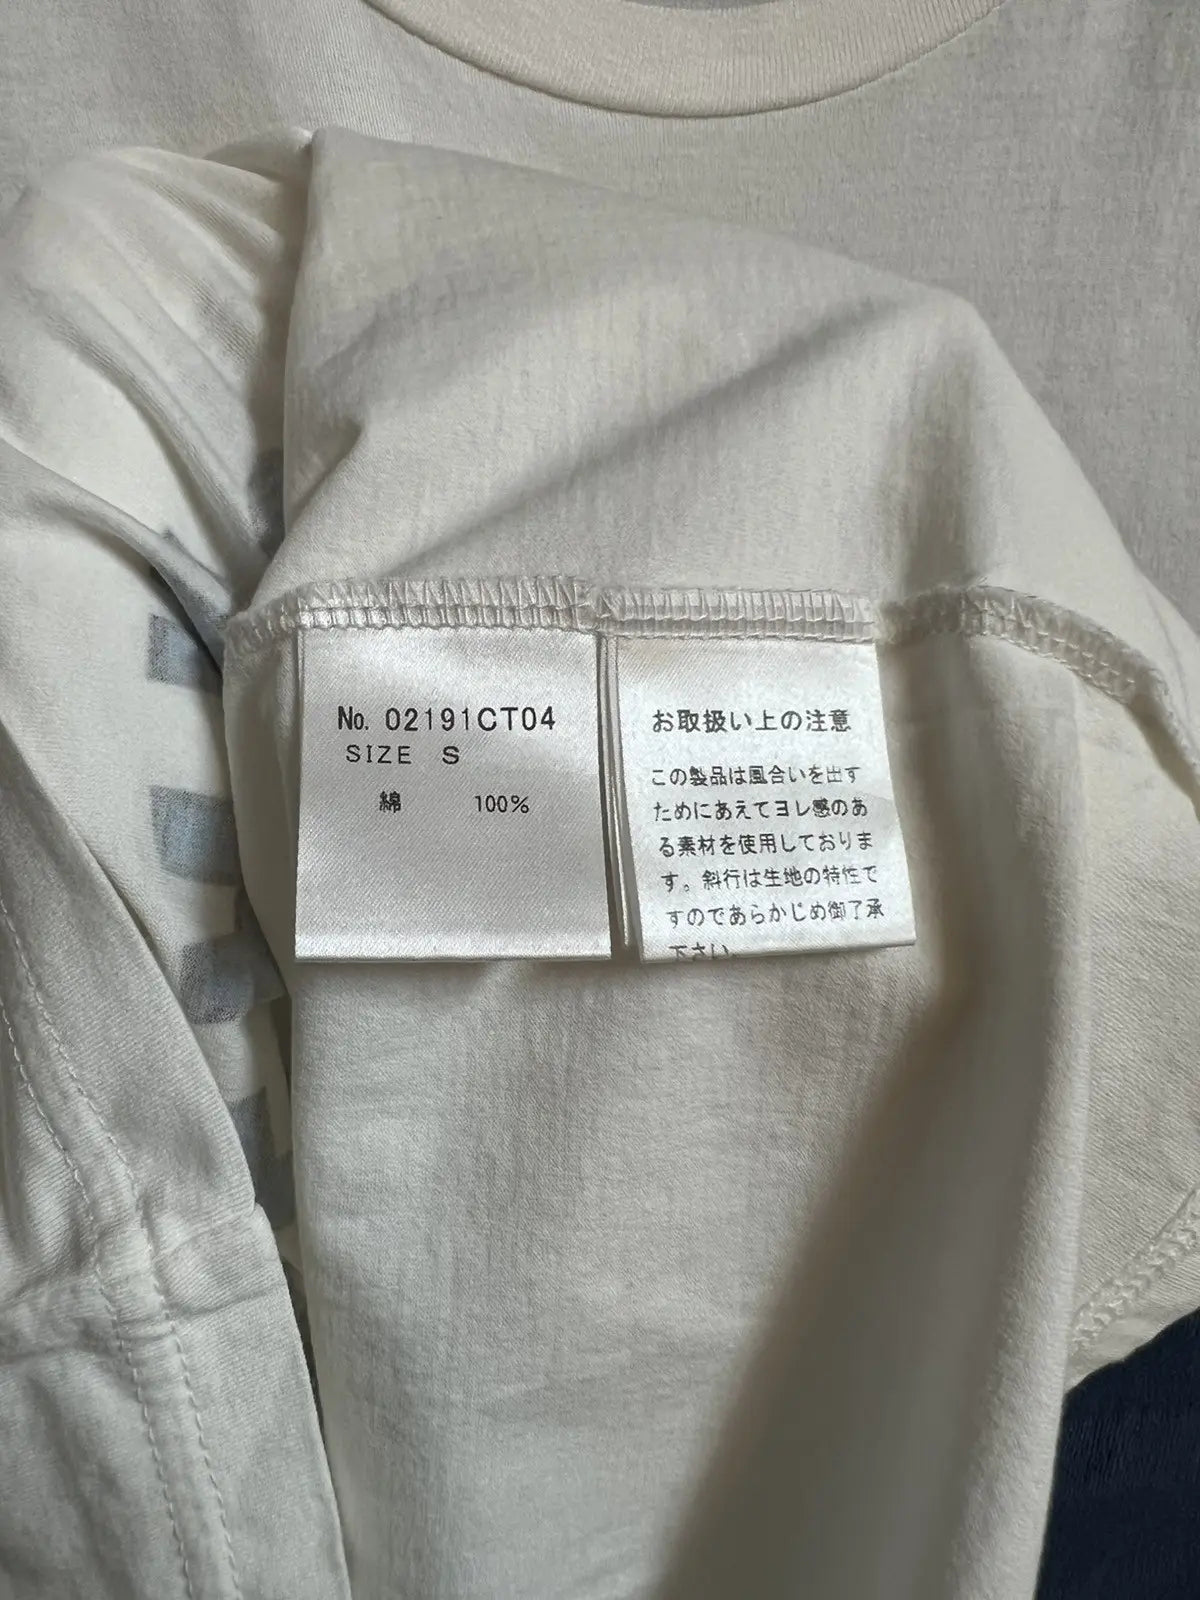 No. 02191CT04
SIZE S
綿 100%
お取扱い上の注意
この製品は風合いを出す
ためにあえてヨレ感のあ
る素材を使用しておりま
す。斜行は生地の特性で
すのであらかじめ御了承
下さい。